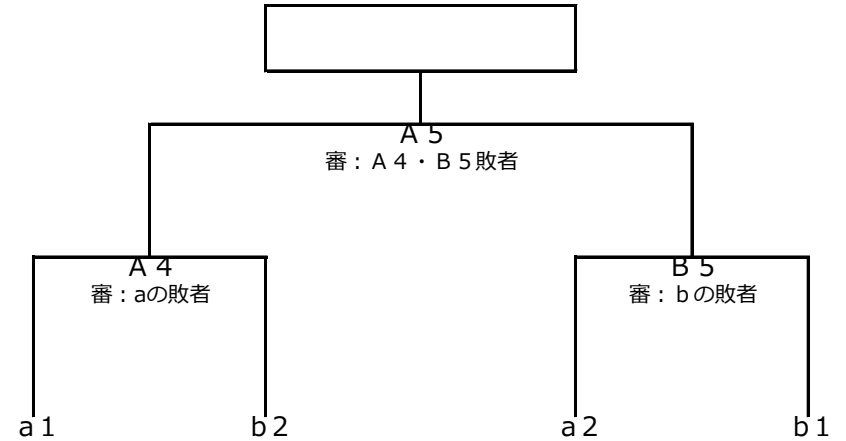 Ａ５
審：Ａ４・Ｂ５敗者
Ａ４
Ｂ５
審：aの敗者
審：ｂの敗者
a１
ｂ２
a２
ｂ１